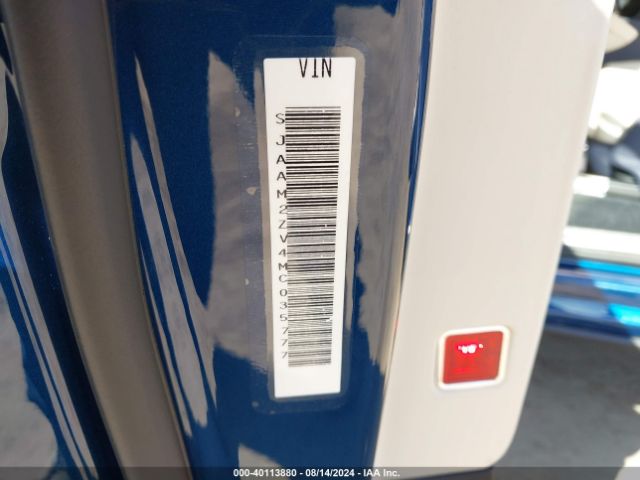 VIN
SJAAM2ZV4MC035777
000-40113880 - 08/14/2024 - IAA Inc.